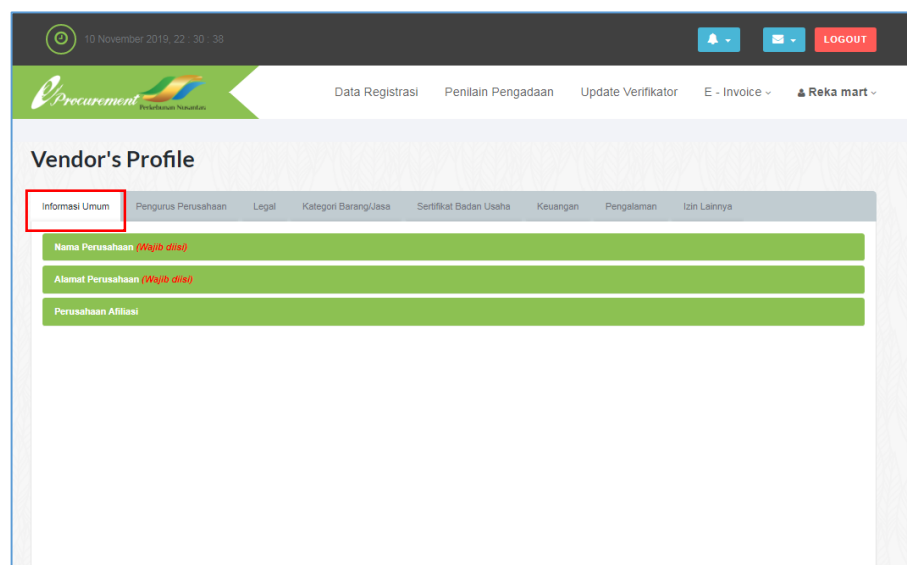 10 November 2019, 22 : 30 : 38
LOGOUT
eProcurement
Perkebunan Nusantara
Data Registrasi Penilain Pengadaan Update Verifikator E - Invoice Reka mart
Vendor's Profile
Informasi Umum Pengurus Perusahaan Legal Kategori Barang/Jasa Sertifikat Badan Usaha Keuangan Pengalaman Izin Lainnya
Nama Perusahaan (Wajib diisi)
Alamat Perusahaan (Wajib diisi)
Perusahaan Afiliasi